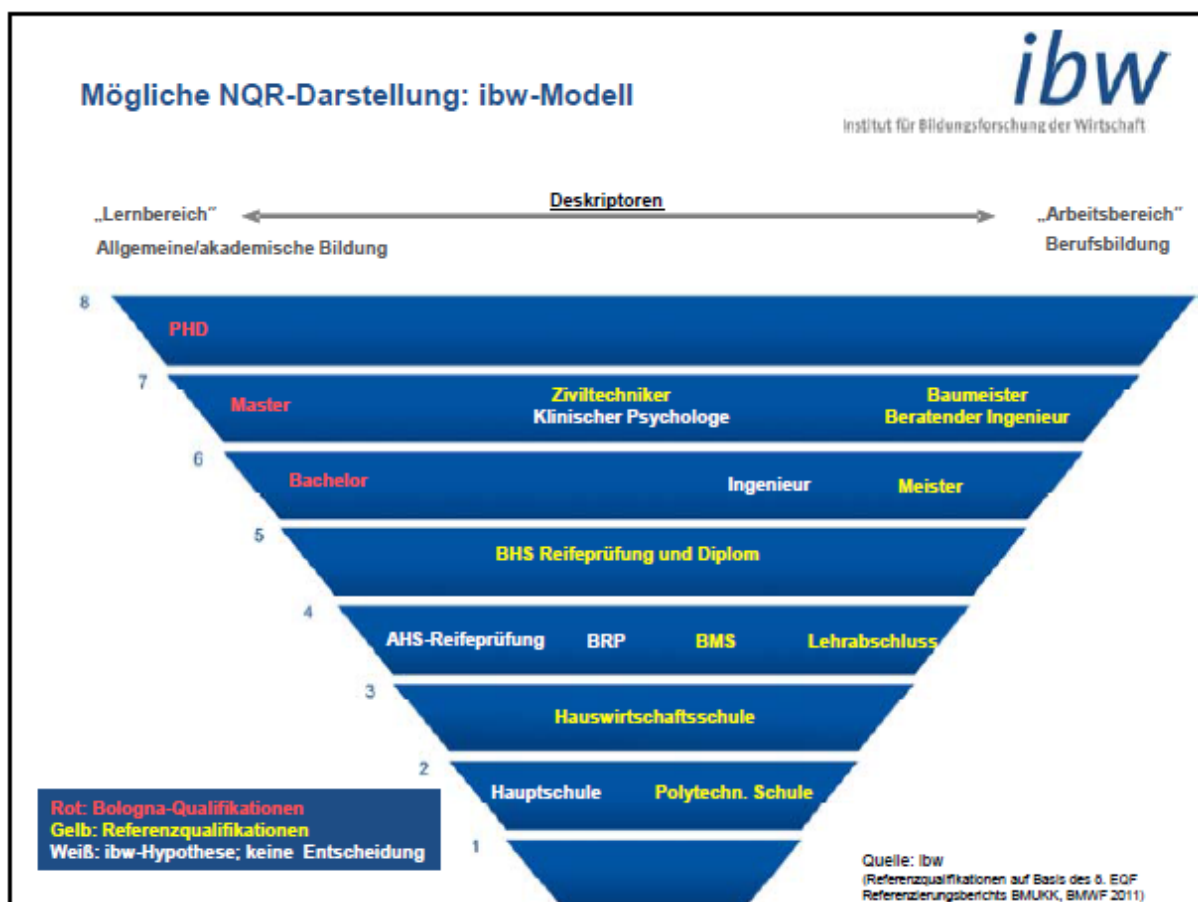 ibw
Mögliche NQR-Darstellung: ibw-Modell
Institut für Bildungsforschung der Wirtschaft
Deskriptoren
„Lernbereich” „Arbeitsbereich”
Allgemeine/akademische Bildung Berufsbildung
8
PHD
7
Master Ziviltechniker Baumeister
Klinischer Psychologe Beratender Ingenieur
6
Bachelor Ingenieur Meister
5
BHS Reifeprüfung und Diplom
4
AHS-Reifeprüfung BRP BMS Lehrabschluss
3
Hauswirtschaftsschule
2
Hauptschule Polytechn. Schule
1
Rot: Bologna-Qualifikationen
Gelb: Referenzqualifikationen
Weiß: ibw-Hypothese; keine Entscheidung
Quelle: ibw
(Referenzqualifikationen auf Basis des ö. EQF
Referenzierungsberichts BMUKK, BMWF 2011)